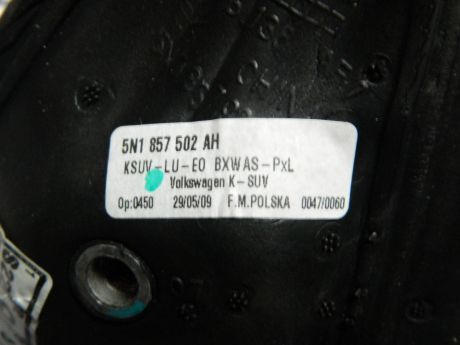 5N1 857 502 AH
KSUV-LU-EO BXWAS-PxL
Volkswagen K-SUV
Op:0450 29/05/09 F.M.POLSKA 0047/0060